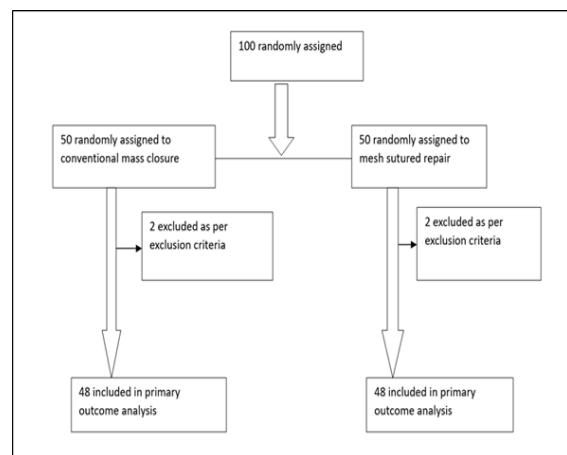 100 randomly assigned
50 randomly assigned to
conventional mass closure
50 randomly assigned to
mesh sutured repair
2 excluded as per
exclusion criteria
2 excluded as per
exclusion criteria
48 included in primary
outcome analysis
48 included in primary
outcome analysis